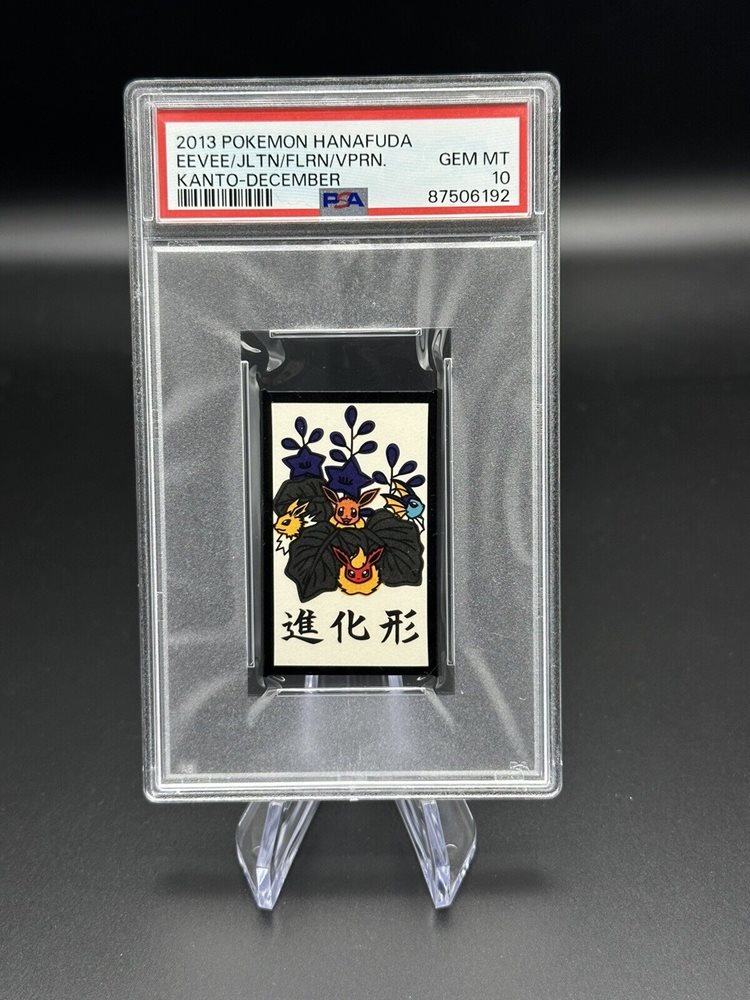 2013 POKEMON HANAFUDA
EEVEE/JLTN/FLRN/VPRN. GEM MT
KANTO-DECEMBER 10
PSA 87506192
進化形